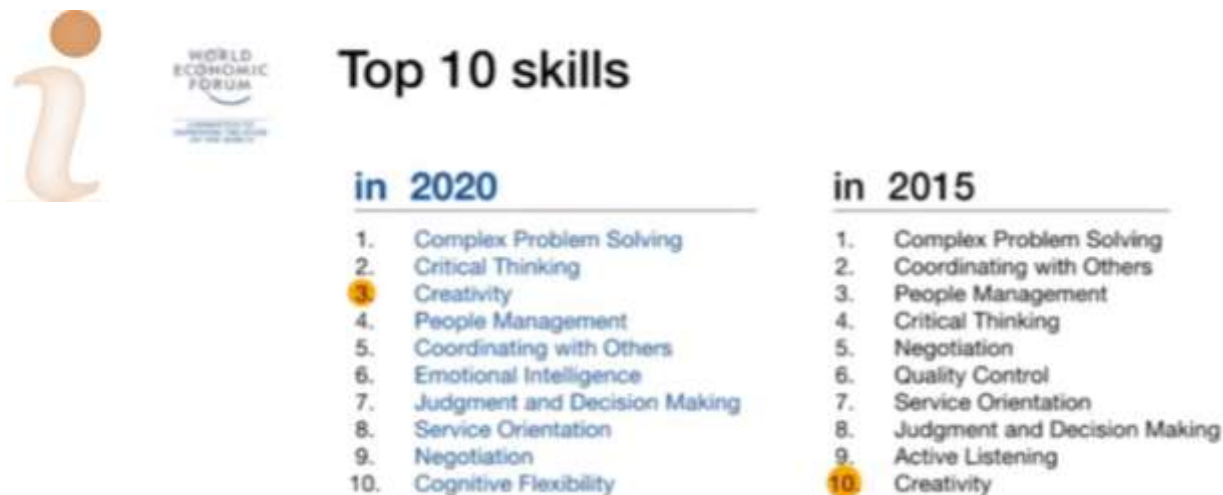 WORLD
ECONOMIC
FORUM
Top 10 skills
in 2020
1. Complex Problem Solving
2. Critical Thinking
3. Creativity
4. People Management
5. Coordinating with Others
6. Emotional Intelligence
7. Judgment and Decision Making
8. Service Orientation
9. Negotiation
10. Cognitive Flexibility
in 2015
1. Complex Problem Solving
2. Coordinating with Others
3. People Management
4. Critical Thinking
5. Negotiation
6. Quality Control
7. Service Orientation
8. Judgment and Decision Making
9. Active Listening
10. Creativity